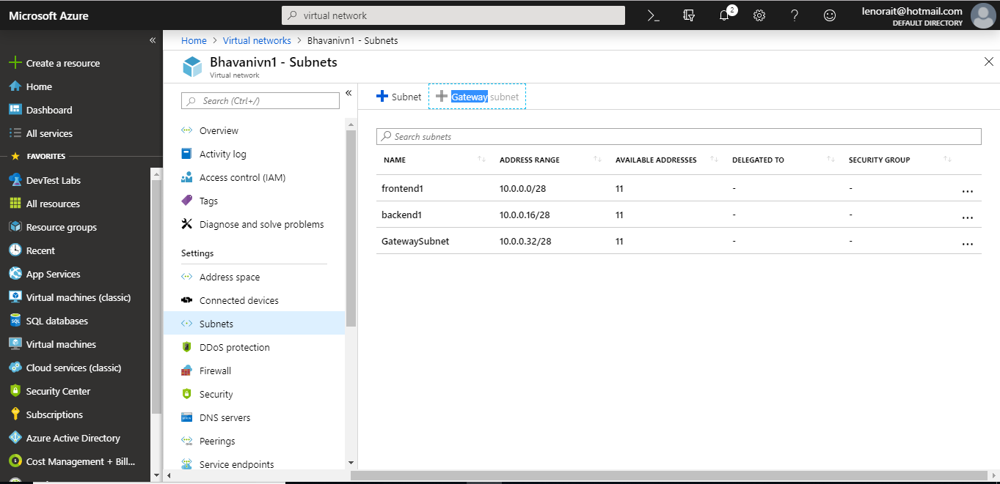 Microsoft Azure
virtual network
2
lenorait@hotmail.com
DEFAULT DIRECTORY
Create a resource
Home
Dashboard
All services
FAVORITES
DevTest Labs
All resources
Resource groups
Recent
App Services
Virtual machines (classic)
SQL databases
Virtual machines
Cloud services (classic)
Security Center
Subscriptions
Azure Active Directory
Cost Management + Bill...
Home > Virtual networks > Bhavanivn1 - Subnets
Bhavanivn1 - Subnets
Virtual network
Search (Ctrl+/)
Overview
Activity log
Access control (IAM)
Tags
Diagnose and solve problems
Settings
Address space
Connected devices
Subnets
DDoS protection
Firewall
Security
DNS servers
Peerings
Service endpoints
+ Subnet + Gateway subnet
Search subnets
NAME ADDRESS RANGE AVAILABLE ADDRESSES DELEGATED TO SECURITY GROUP
frontend1 10.0.0.0/28 11 - - ...
backend1 10.0.0.16/28 11 - - ...
GatewaySubnet 10.0.0.32/28 11 - - ...